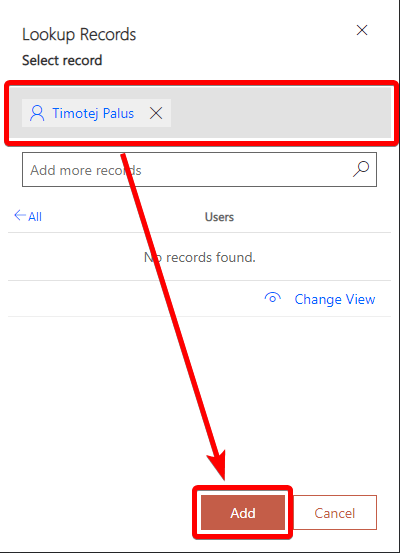 Lookup Records
Select record
Timotej Palus
Add more records
All
Users
No records found.
Change View
Add
Cancel